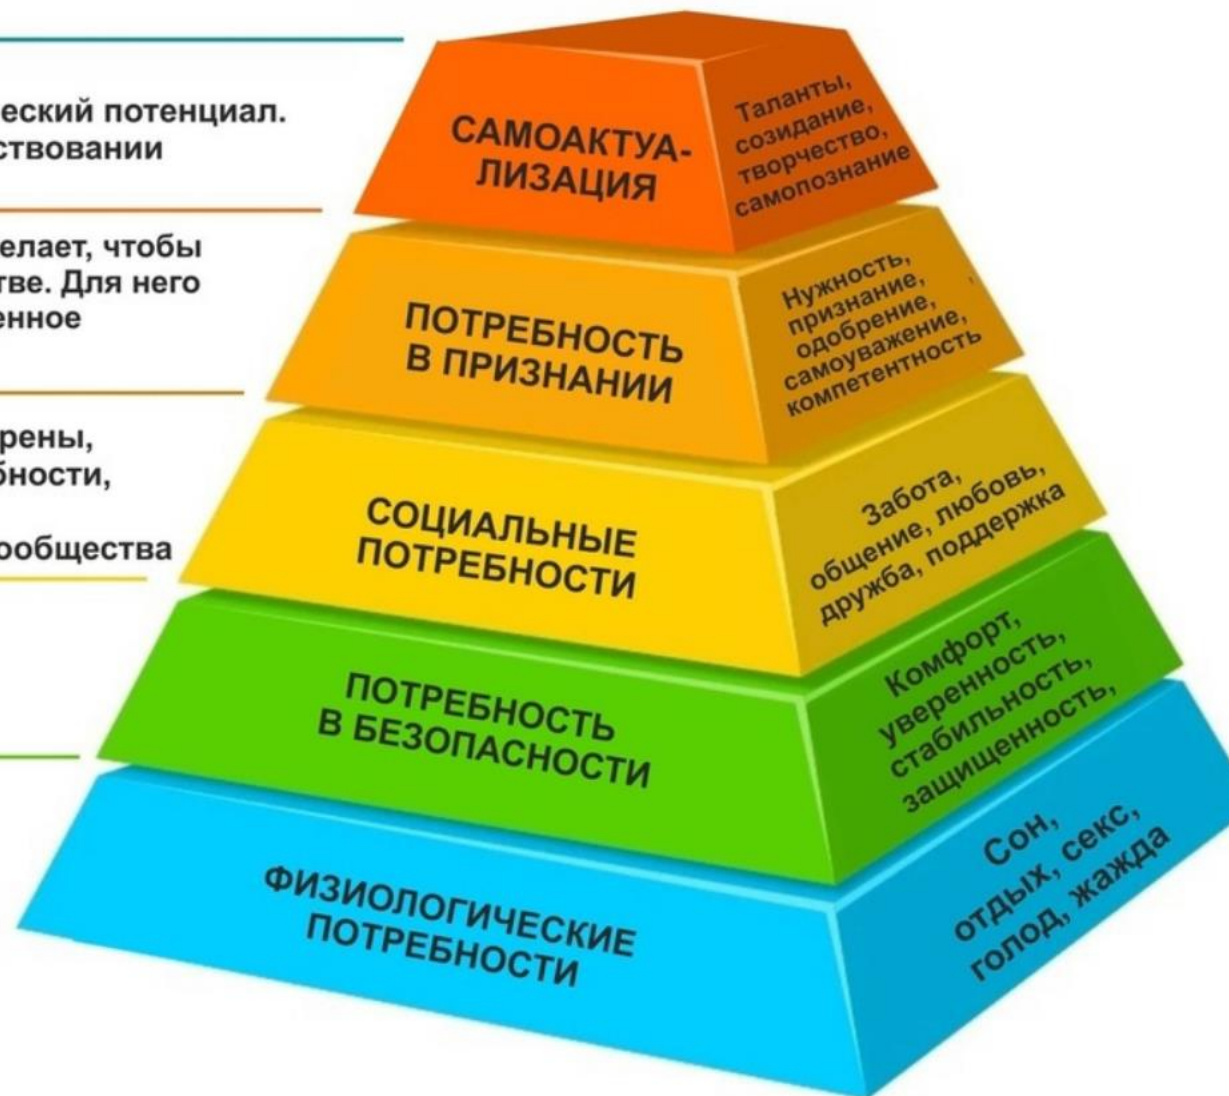 еский потенциал.
ствовании
елает, чтобы
тве. Для него
енное
рены,
бности,
ообщества
САМОАКТУА-
ЛИЗАЦИЯ
Таланты,
созидание,
творчество,
самопознание
ПОТРЕБНОСТЬ
В ПРИЗНАНИИ
Нужность,
признание,
одобрение,
самоуважение,
компетентность
СОЦИАЛЬНЫЕ
ПОТРЕБНОСТИ
Забота,
общение, любовь,
дружба, поддержка
ПОТРЕБНОСТЬ
В БЕЗОПАСНОСТИ
Комфорт,
уверенность,
стабильность,
защищенность,
ФИЗИОЛОГИЧЕСКИЕ
ПОТРЕБНОСТИ
Сон,
отдых, секс,
голод, жажда